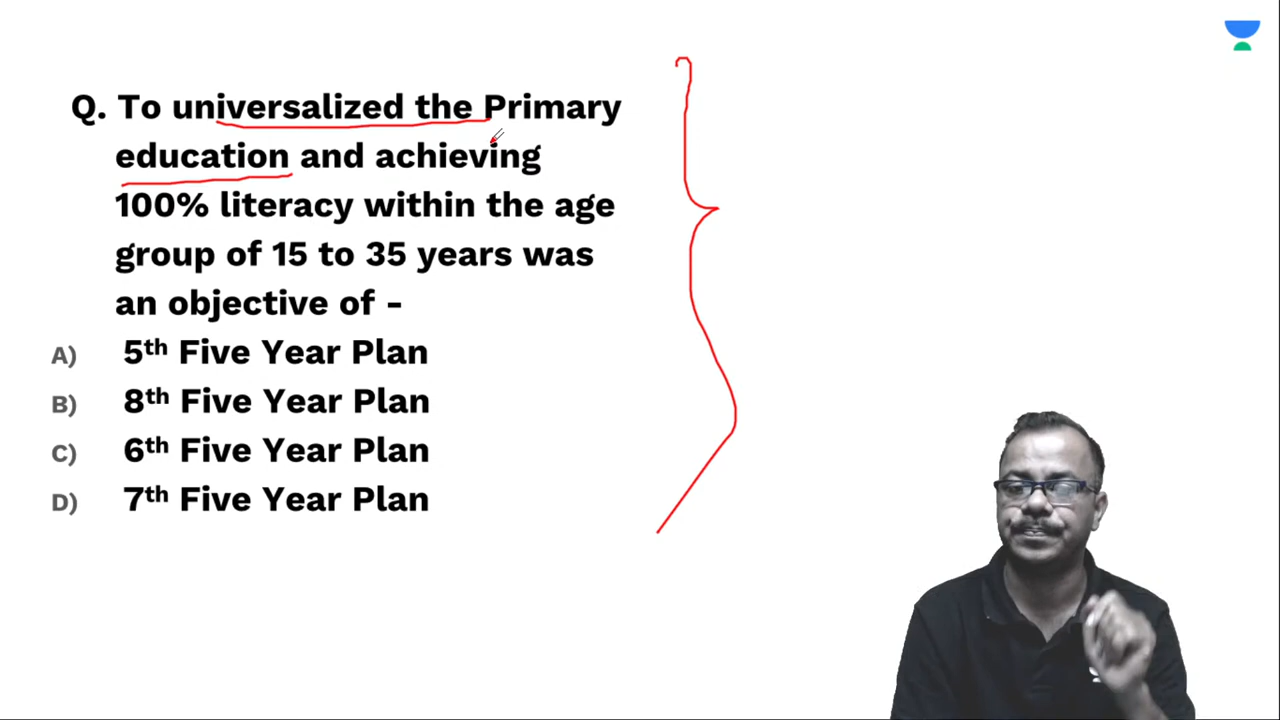 Q. To universalized the Primary
education and achieving
100% literacy within the age
group of 15 to 35 years was
an objective of -
A) 5th Five Year Plan
B) 8th Five Year Plan
C) 6th Five Year Plan
D) 7th Five Year Plan